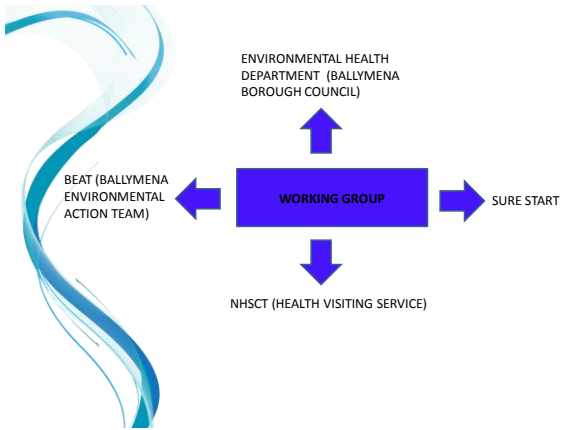 ENVIRONMENTAL HEALTH
DEPARTMENT (BALLYMENA
BOROUGH COUNCIL)
BEAT (BALLYMENA
ENVIRONMENTAL
ACTION TEAM)
WORKING GROUP
SURE START
NHSCT (HEALTH VISITING SERVICE)